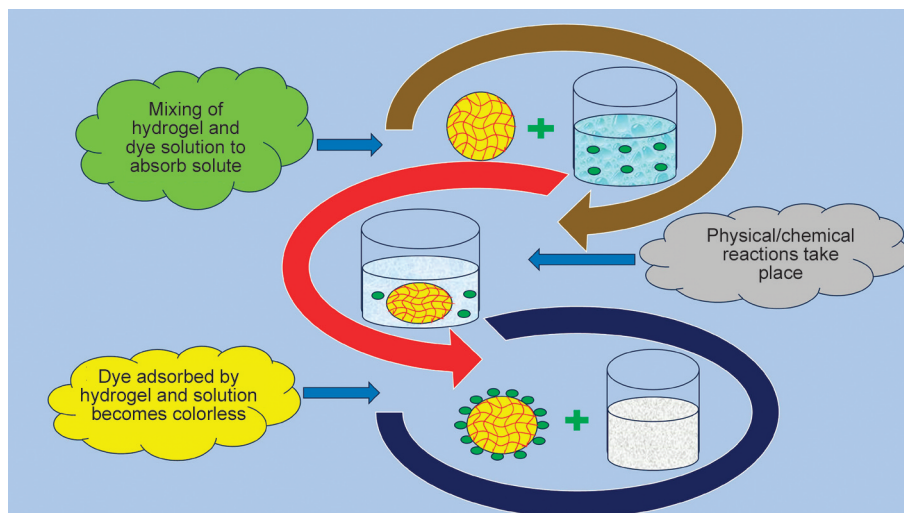 Mixing of
hydrogel and
dye solution to
absorb solute
Physical/chemical
reactions take
place
Dye adsorbed by
hydrogel and solution
becomes colorless